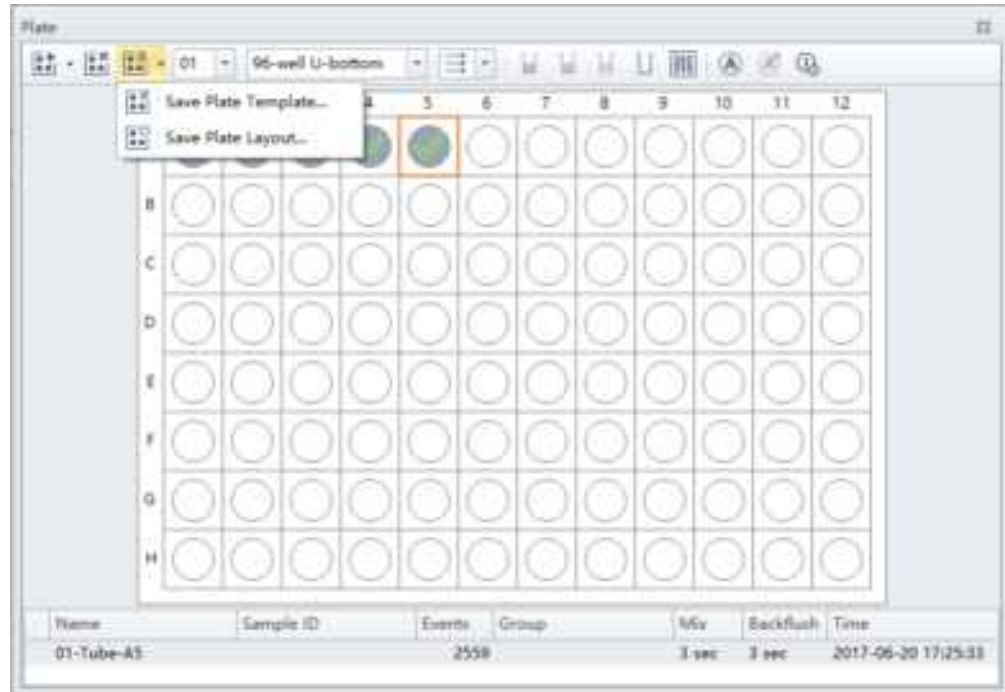 Plate
01 96-well U-bottom
Save Plate Template...
4 5 6 7 8 9 10 11 12
Save Plate Layout...
B
C
D
E
F
G
H
Name Sample ID Events Group Mix Backflush Time
01-Tube-A5 2559 3 sec 3 sec 2017-06-20 17:25:33